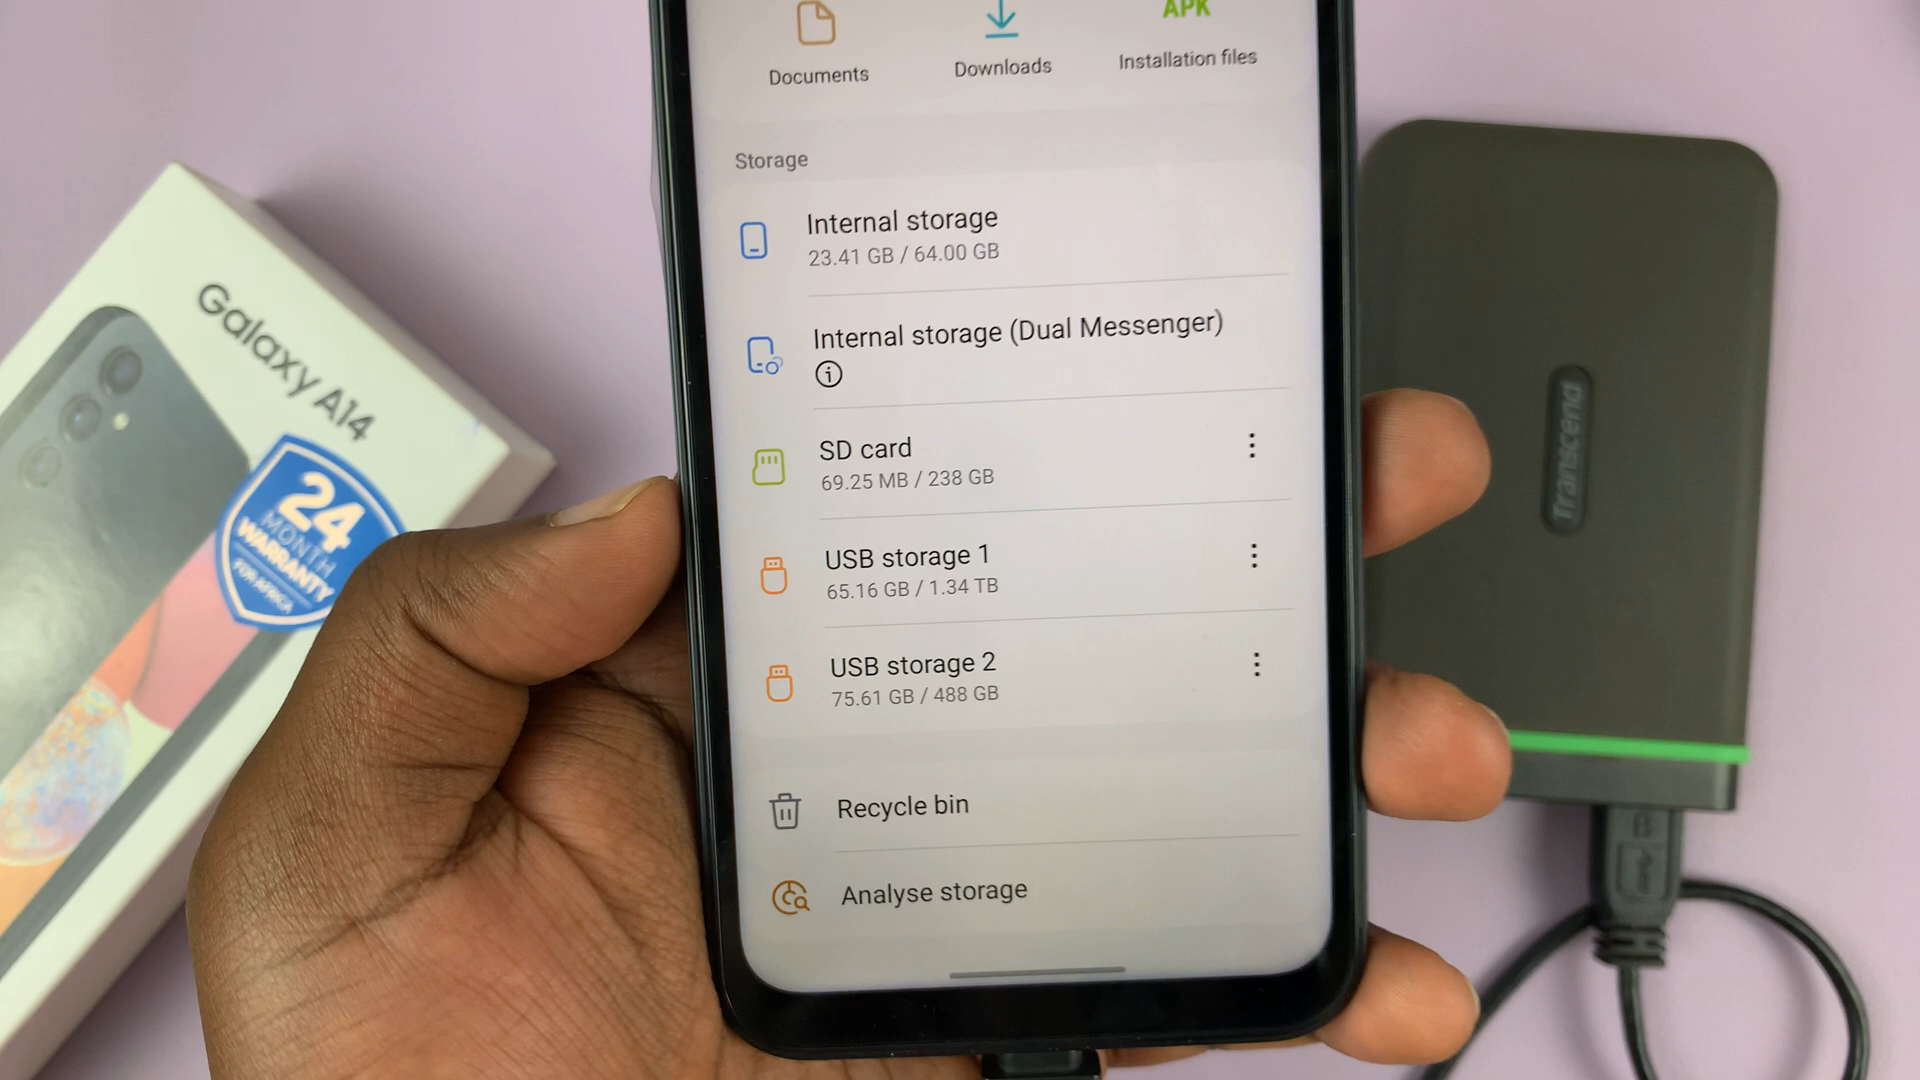 APK
Documents
Downloads
Installation files
Storage
Internal storage
23.41 GB / 64.00 GB
Internal storage (Dual Messenger)
SD card
69.25 MB / 238 GB
USB storage 1
65.16 GB / 1.34 TB
USB storage 2
75.61 GB / 488 GB
Recycle bin
Analyse storage
Galaxy A14
24
MONTH
WARRANTY
FOR AFRICA
Transcend